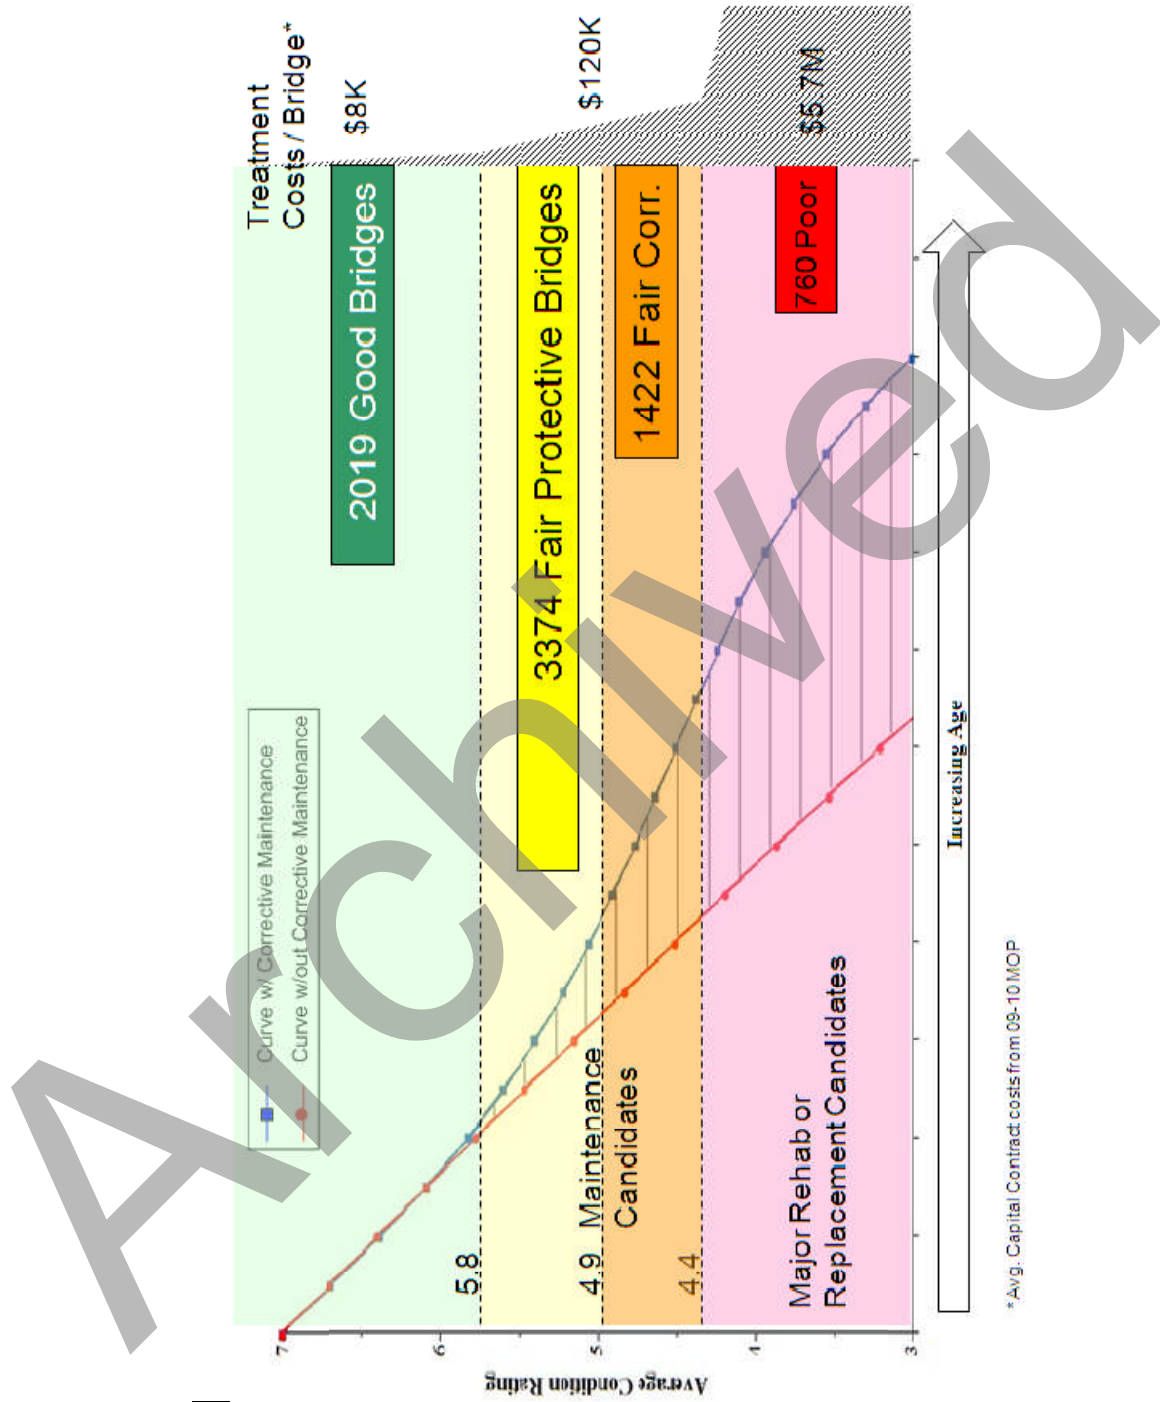 Treatment
Costs / Bridge*
Curve w/ Corrective Maintenance
Curve w/out Corrective Maintenance
2019 Good Bridges
$8K
5.8
3374 Fair Protective Bridges
$120K
4.9 Maintenance
Candidates
1422 Fair Corr.
4.4
760 Poor
$5.7M
Major Rehab or
Replacement Candidates
7
6
5
4
3
Average Condition Rating
Increasing Age
*Avg. Capital Contract costs from 09-10 MOP
Archived